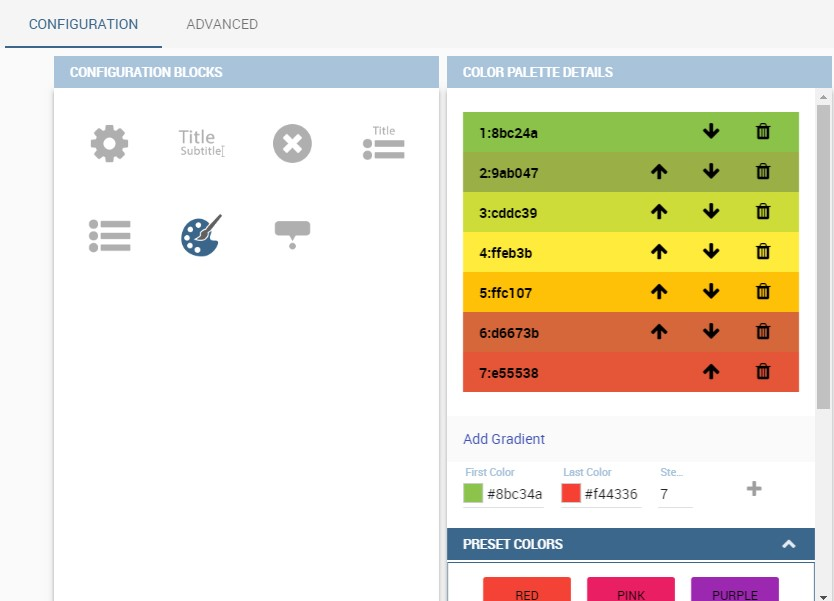 CONFIGURATION ADVANCED
CONFIGURATION BLOCKS
Title
Subtitle[
Title
COLOR PALETTE DETAILS
1:8bc24a
2:9ab047
3:cddc39
4:ffeb3b
5:ffc107
6:d6673b
7:e55538
Add Gradient
First Color Last Color Ste...
#8bc34a #f44336 7
PRESET COLORS
RED PINK PURPLE